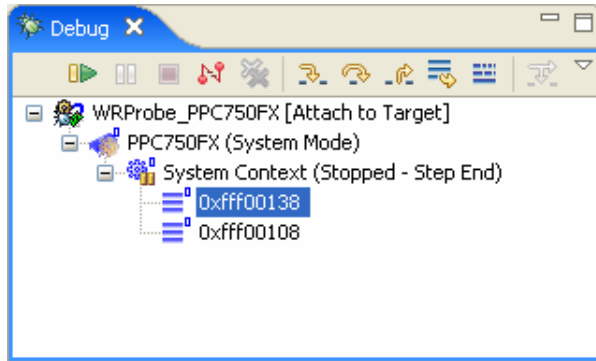 Debug
WRProbe_PPC750FX [Attach to Target]
PPC750FX (System Mode)
System Context (Stopped - Step End)
0xfff00138
0xfff00108